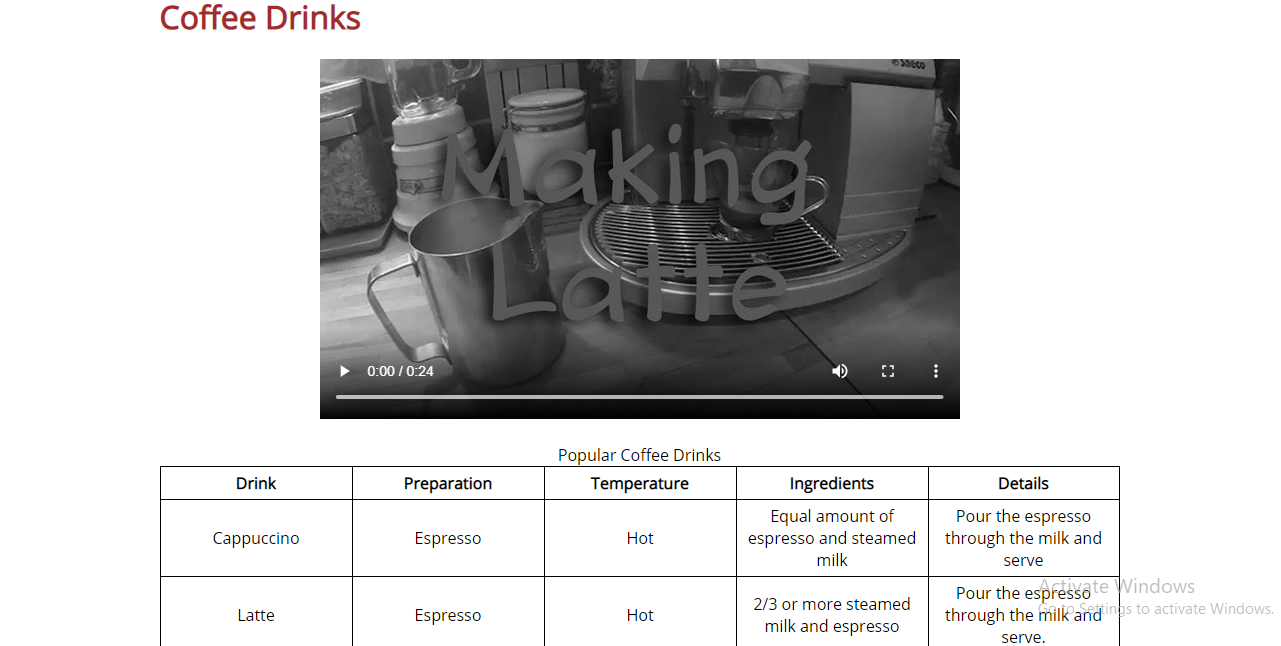 Coffee Drinks
Saeco
Making
Latte
0:00 / 0:24
Popular Coffee Drinks
Drink Preparation Temperature Ingredients Details
Cappuccino Espresso Hot Equal amount of espresso and steamed milk Pour the espresso through the milk and serve
Latte Espresso Hot 2/3 or more steamed milk and espresso Pour the espresso through the milk and serve.
Activate Windows
Go to Settings to activate Windows.